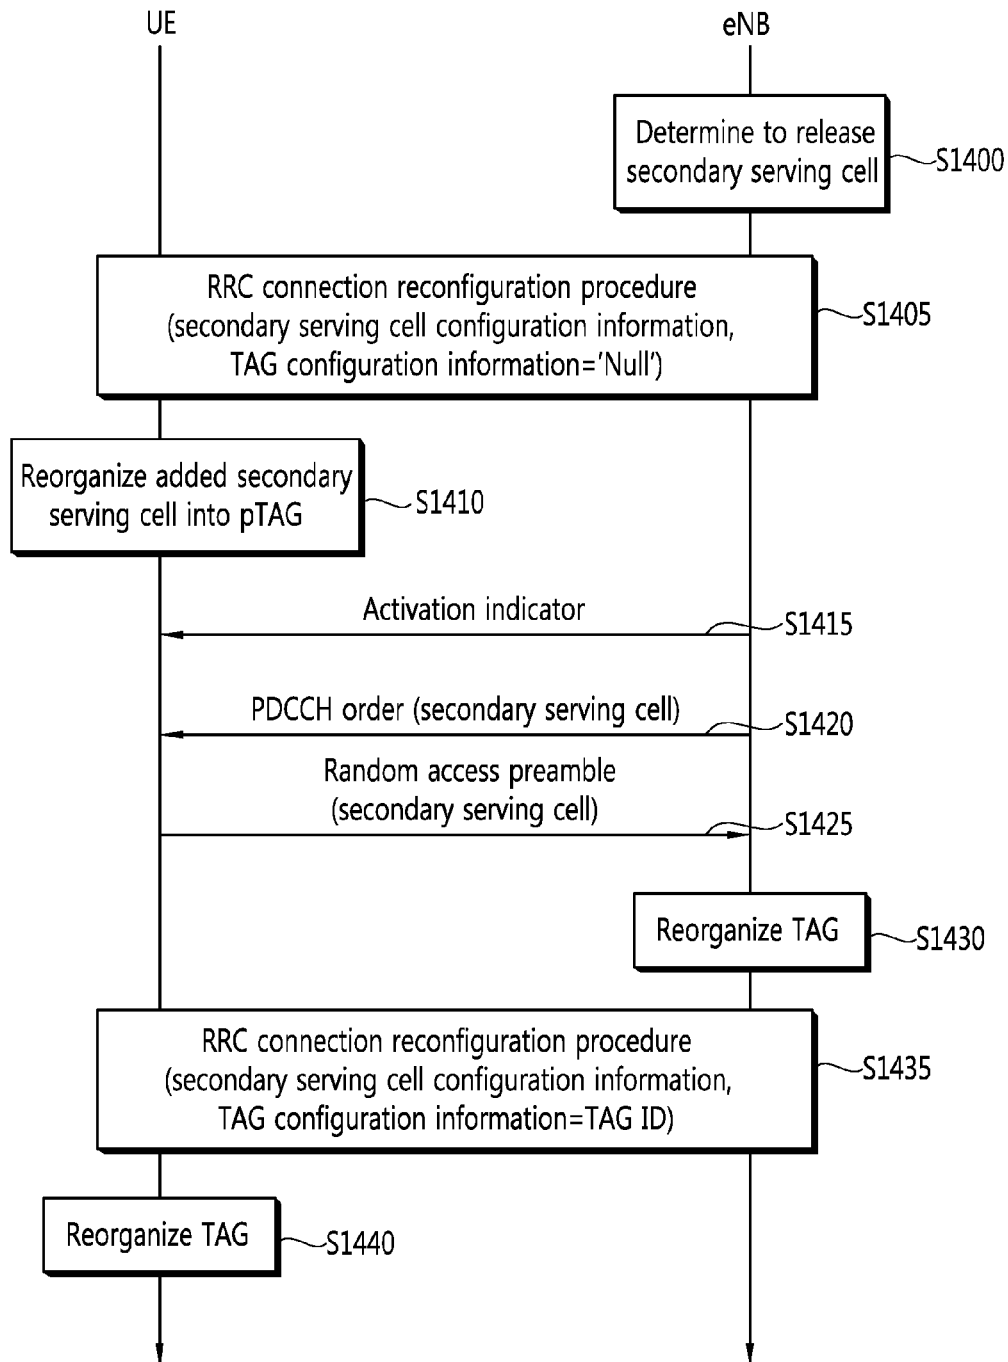 UE
eNB
Determine to release
secondary serving cell
S1400
RRC connection reconfiguration procedure
(secondary serving cell configuration information,
TAG configuration information='Null')
S1405
Reorganize added secondary
serving cell into pTAG
S1410
Activation indicator
S1415
PDCCH order (secondary serving cell)
S1420
Random access preamble
(secondary serving cell)
S1425
Reorganize TAG
S1430
RRC connection reconfiguration procedure
(secondary serving cell configuration information,
TAG configuration information=TAG ID)
S1435
Reorganize TAG
S1440